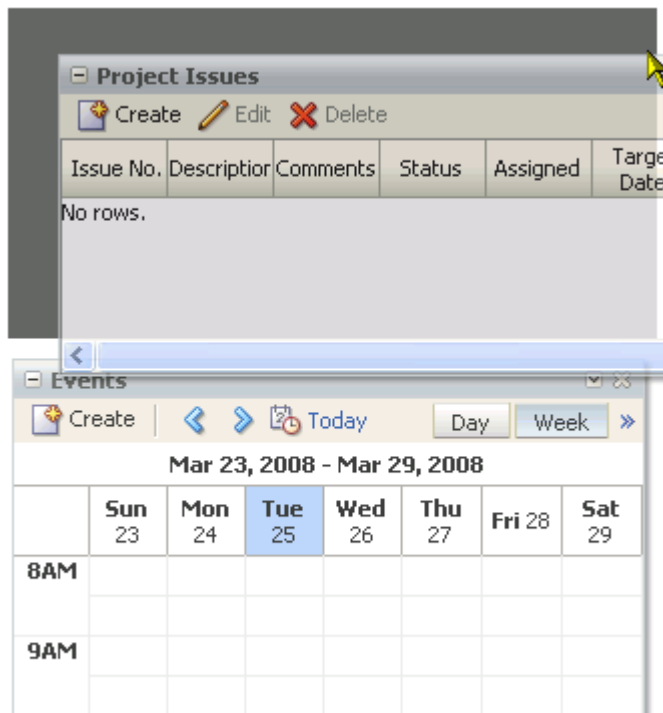 Project Issues
Create Edit Delete
Issue No. Description Comments Status Assigned Targe
Date
No rows.
Events
Create Today Day Week »
Mar 23, 2008 - Mar 29, 2008
Sun Mon Tue Wed Thu Fri 28 Sat
23 24 25 26 27 29
8AM
9AM